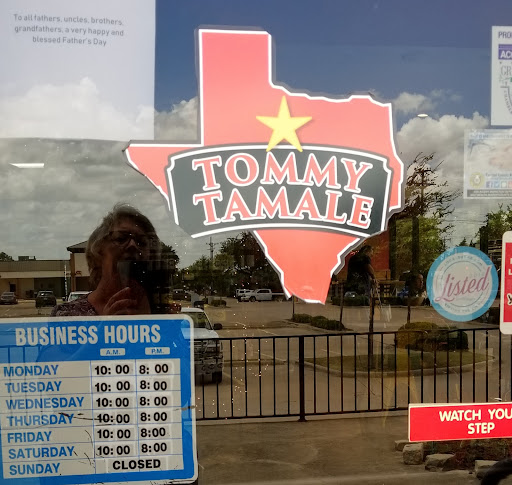 To all fathers, uncles, brothers,
grandfathers, a very happy and
blessed Father's Day
TOMMY
TAMALE
Listed
BUSINESS HOURS
A.M. P.M.
MONDAY 10:00 8:00
TUESDAY 10:00 8:00
WEDNESDAY 10:00 8:00
THURSDAY 10:00 8:00
FRIDAY 10:00 8:00
SATURDAY 10:00 8:00
SUNDAY CLOSED
WATCH YOU
STEP